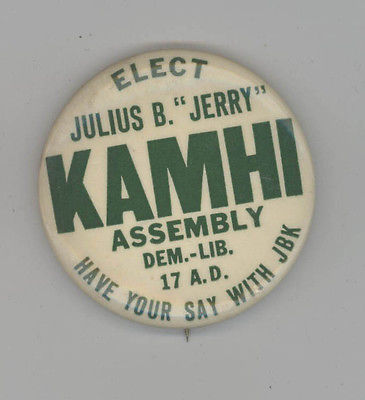 ELECT
JULIUS B. "JERRY"
KAMHI
ASSEMBLY
DEM.-LIB.
17 A.D.
HAVE YOUR SAY WITH JBK